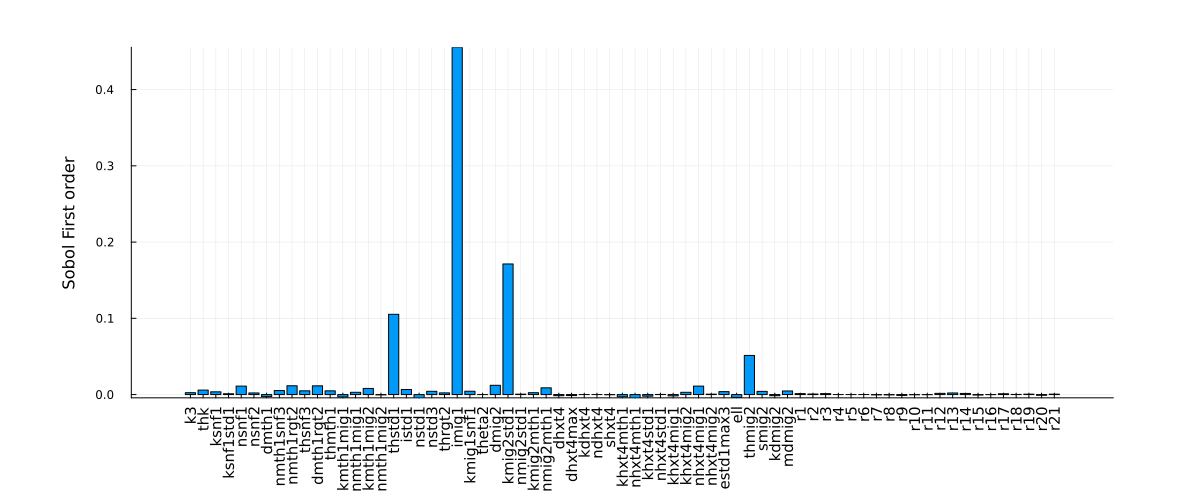 Sobol First order
0.4
0.3
0.2
0.1
0.0
k3
thk
ksnf1
ksnf1std1
nsnf1
nsnf2
dmth1
nmth1snf3
nmth1rgt2
thsnf3
dmth1rgt2
thmth1
kmth1mig1
nmth1mig1
kmth1mig2
nmth1mig2
thstd1
istd1
nstd1
nstd3
thrgt2
imig1
kmig1snf1
theta2
dmig2
kmig2std1
nmig2std1
kmig2mth1
nmig2mth1
dhxt4
dhxt4max
kdhxt4
ndhxt4
shxt4
khxt4mth1
nhxt4mth1
khxt4std1
nhxt4std1
khxt4mig1
khxt4mig2
nhxt4mig1
nhxt4mig2
estd1max3
ell
thmig2
smig2
kdmig2
mdmig2
r1
r2
r3
r4
r5
r6
r7
r8
r9
r10
r11
r12
r13
r14
r15
r16
r17
r18
r19
r20
r21